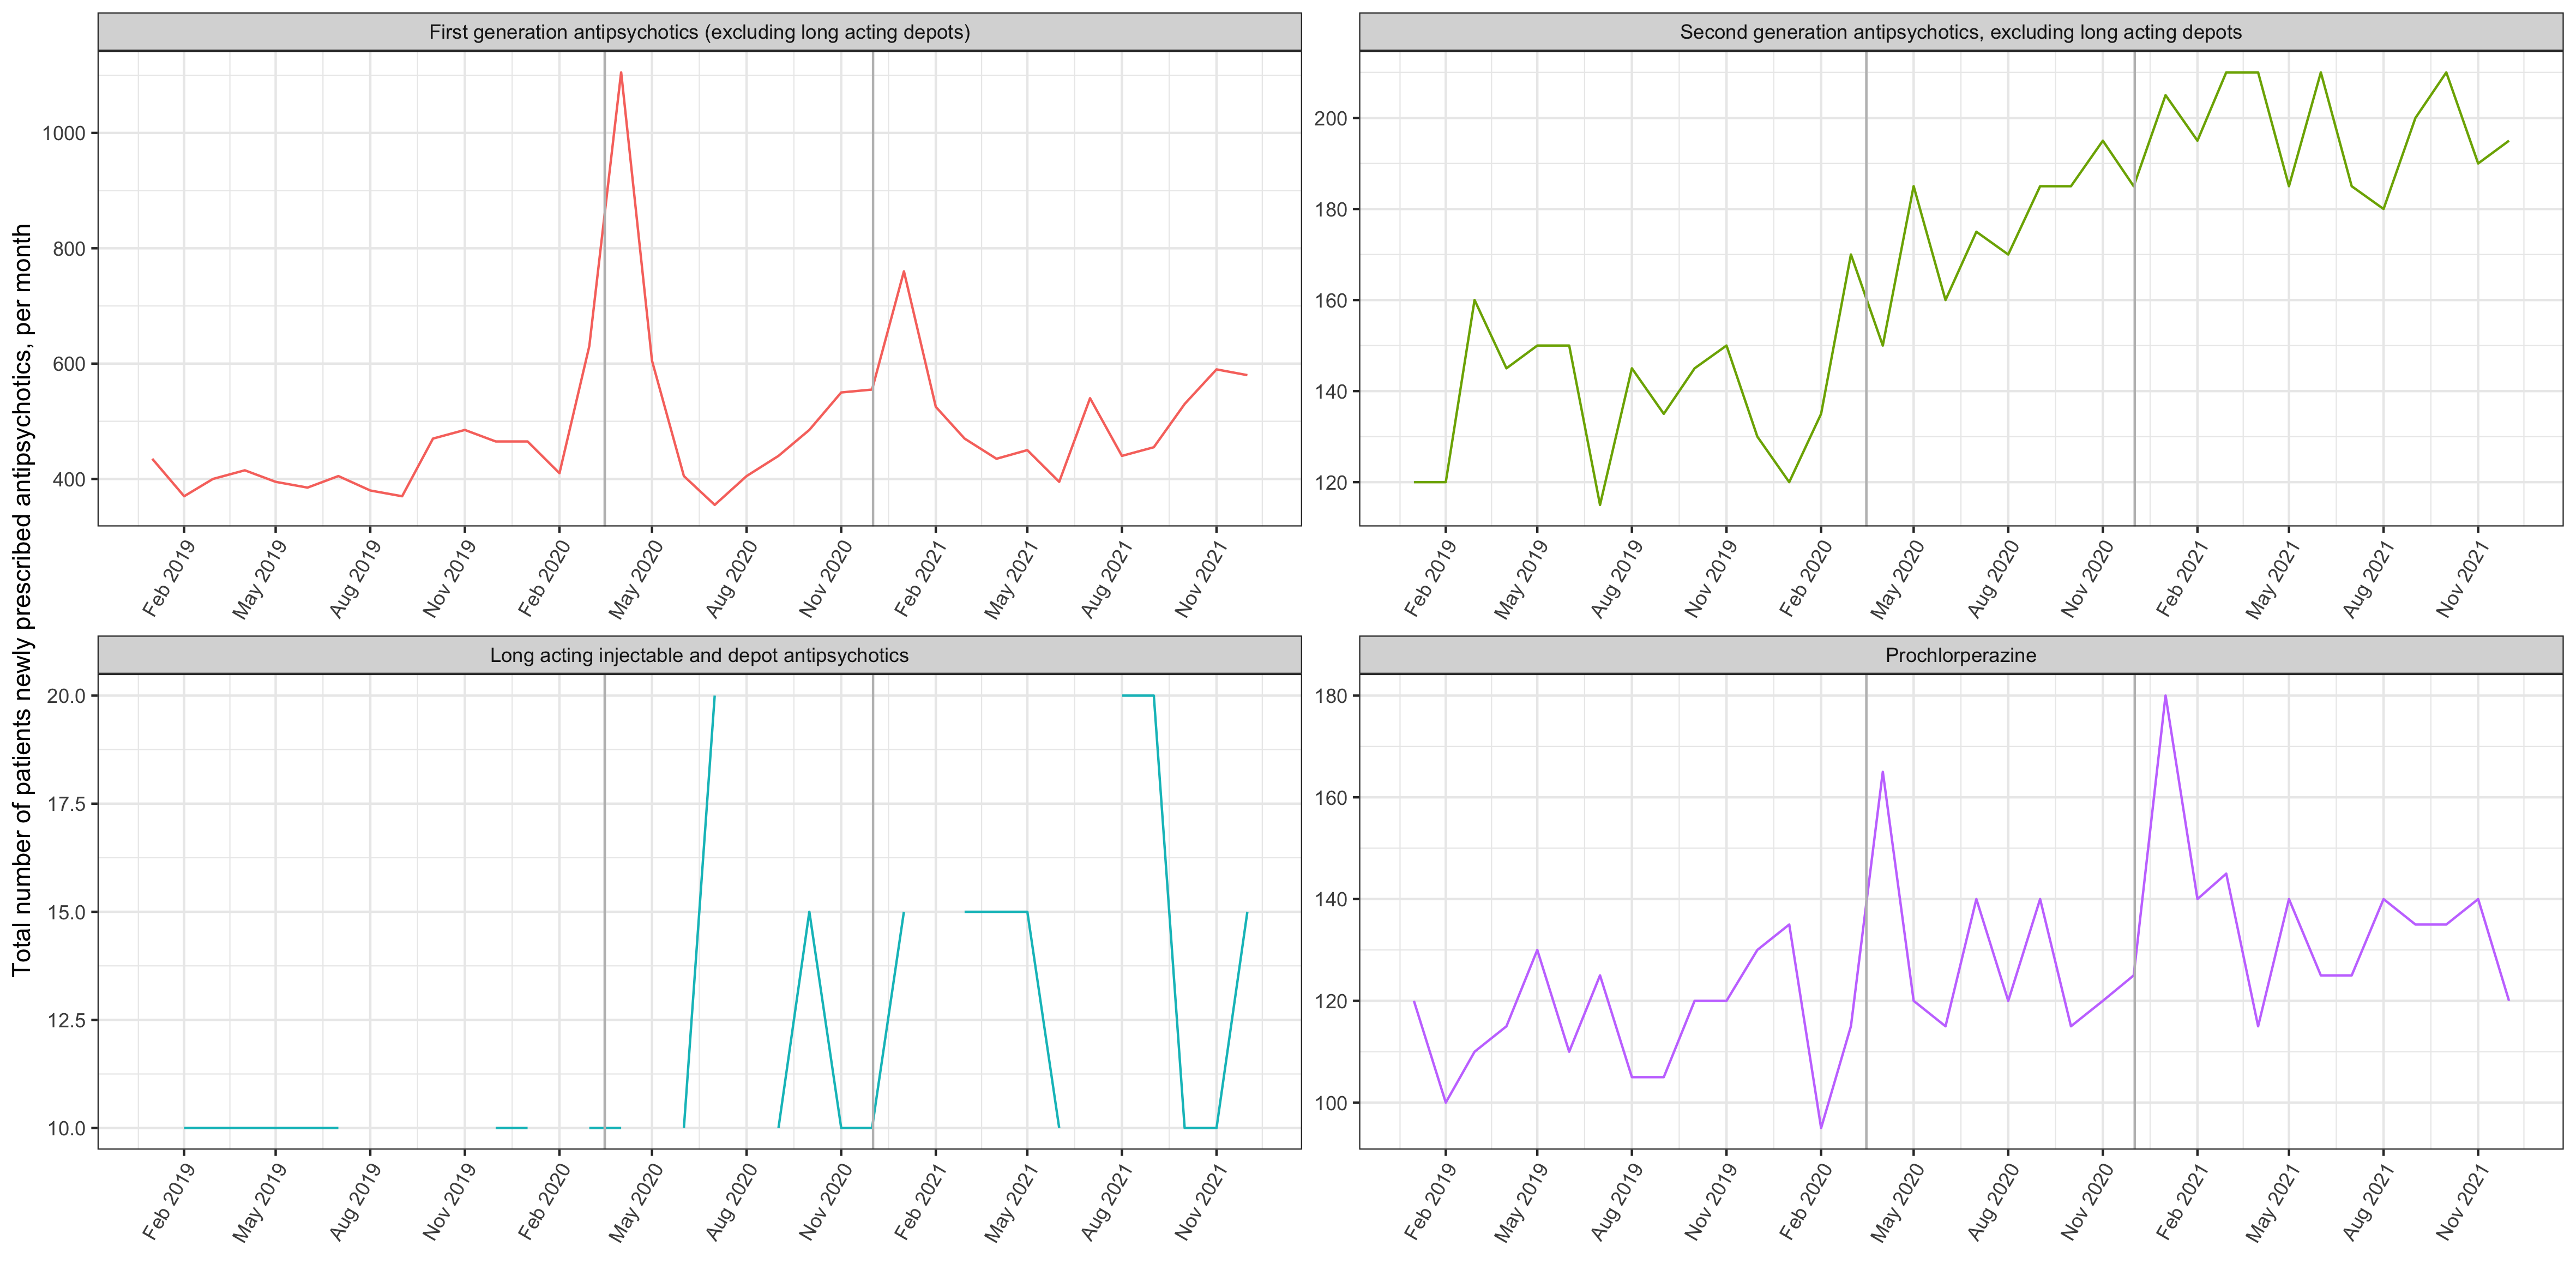 Total number of patients newly prescribed antipsychotics, per month
First generation antipsychotics (excluding long acting depots)
1000
800
600
400
Feb 2019
May 2019
Aug 2019
Nov 2019
Feb 2020
May 2020
Aug 2020
Nov 2020
Feb 2021
May 2021
Aug 2021
Nov 2021
Second generation antipsychotics, excluding long acting depots
200
180
160
140
120
Feb 2019
May 2019
Aug 2019
Nov 2019
Feb 2020
May 2020
Aug 2020
Nov 2020
Feb 2021
May 2021
Aug 2021
Nov 2021
Long acting injectable and depot antipsychotics
20.0
17.5
15.0
12.5
10.0
Feb 2019
May 2019
Aug 2019
Nov 2019
Feb 2020
May 2020
Aug 2020
Nov 2020
Feb 2021
May 2021
Aug 2021
Nov 2021
Prochlorperazine
180
160
140
120
100
Feb 2019
May 2019
Aug 2019
Nov 2019
Feb 2020
May 2020
Aug 2020
Nov 2020
Feb 2021
May 2021
Aug 2021
Nov 2021